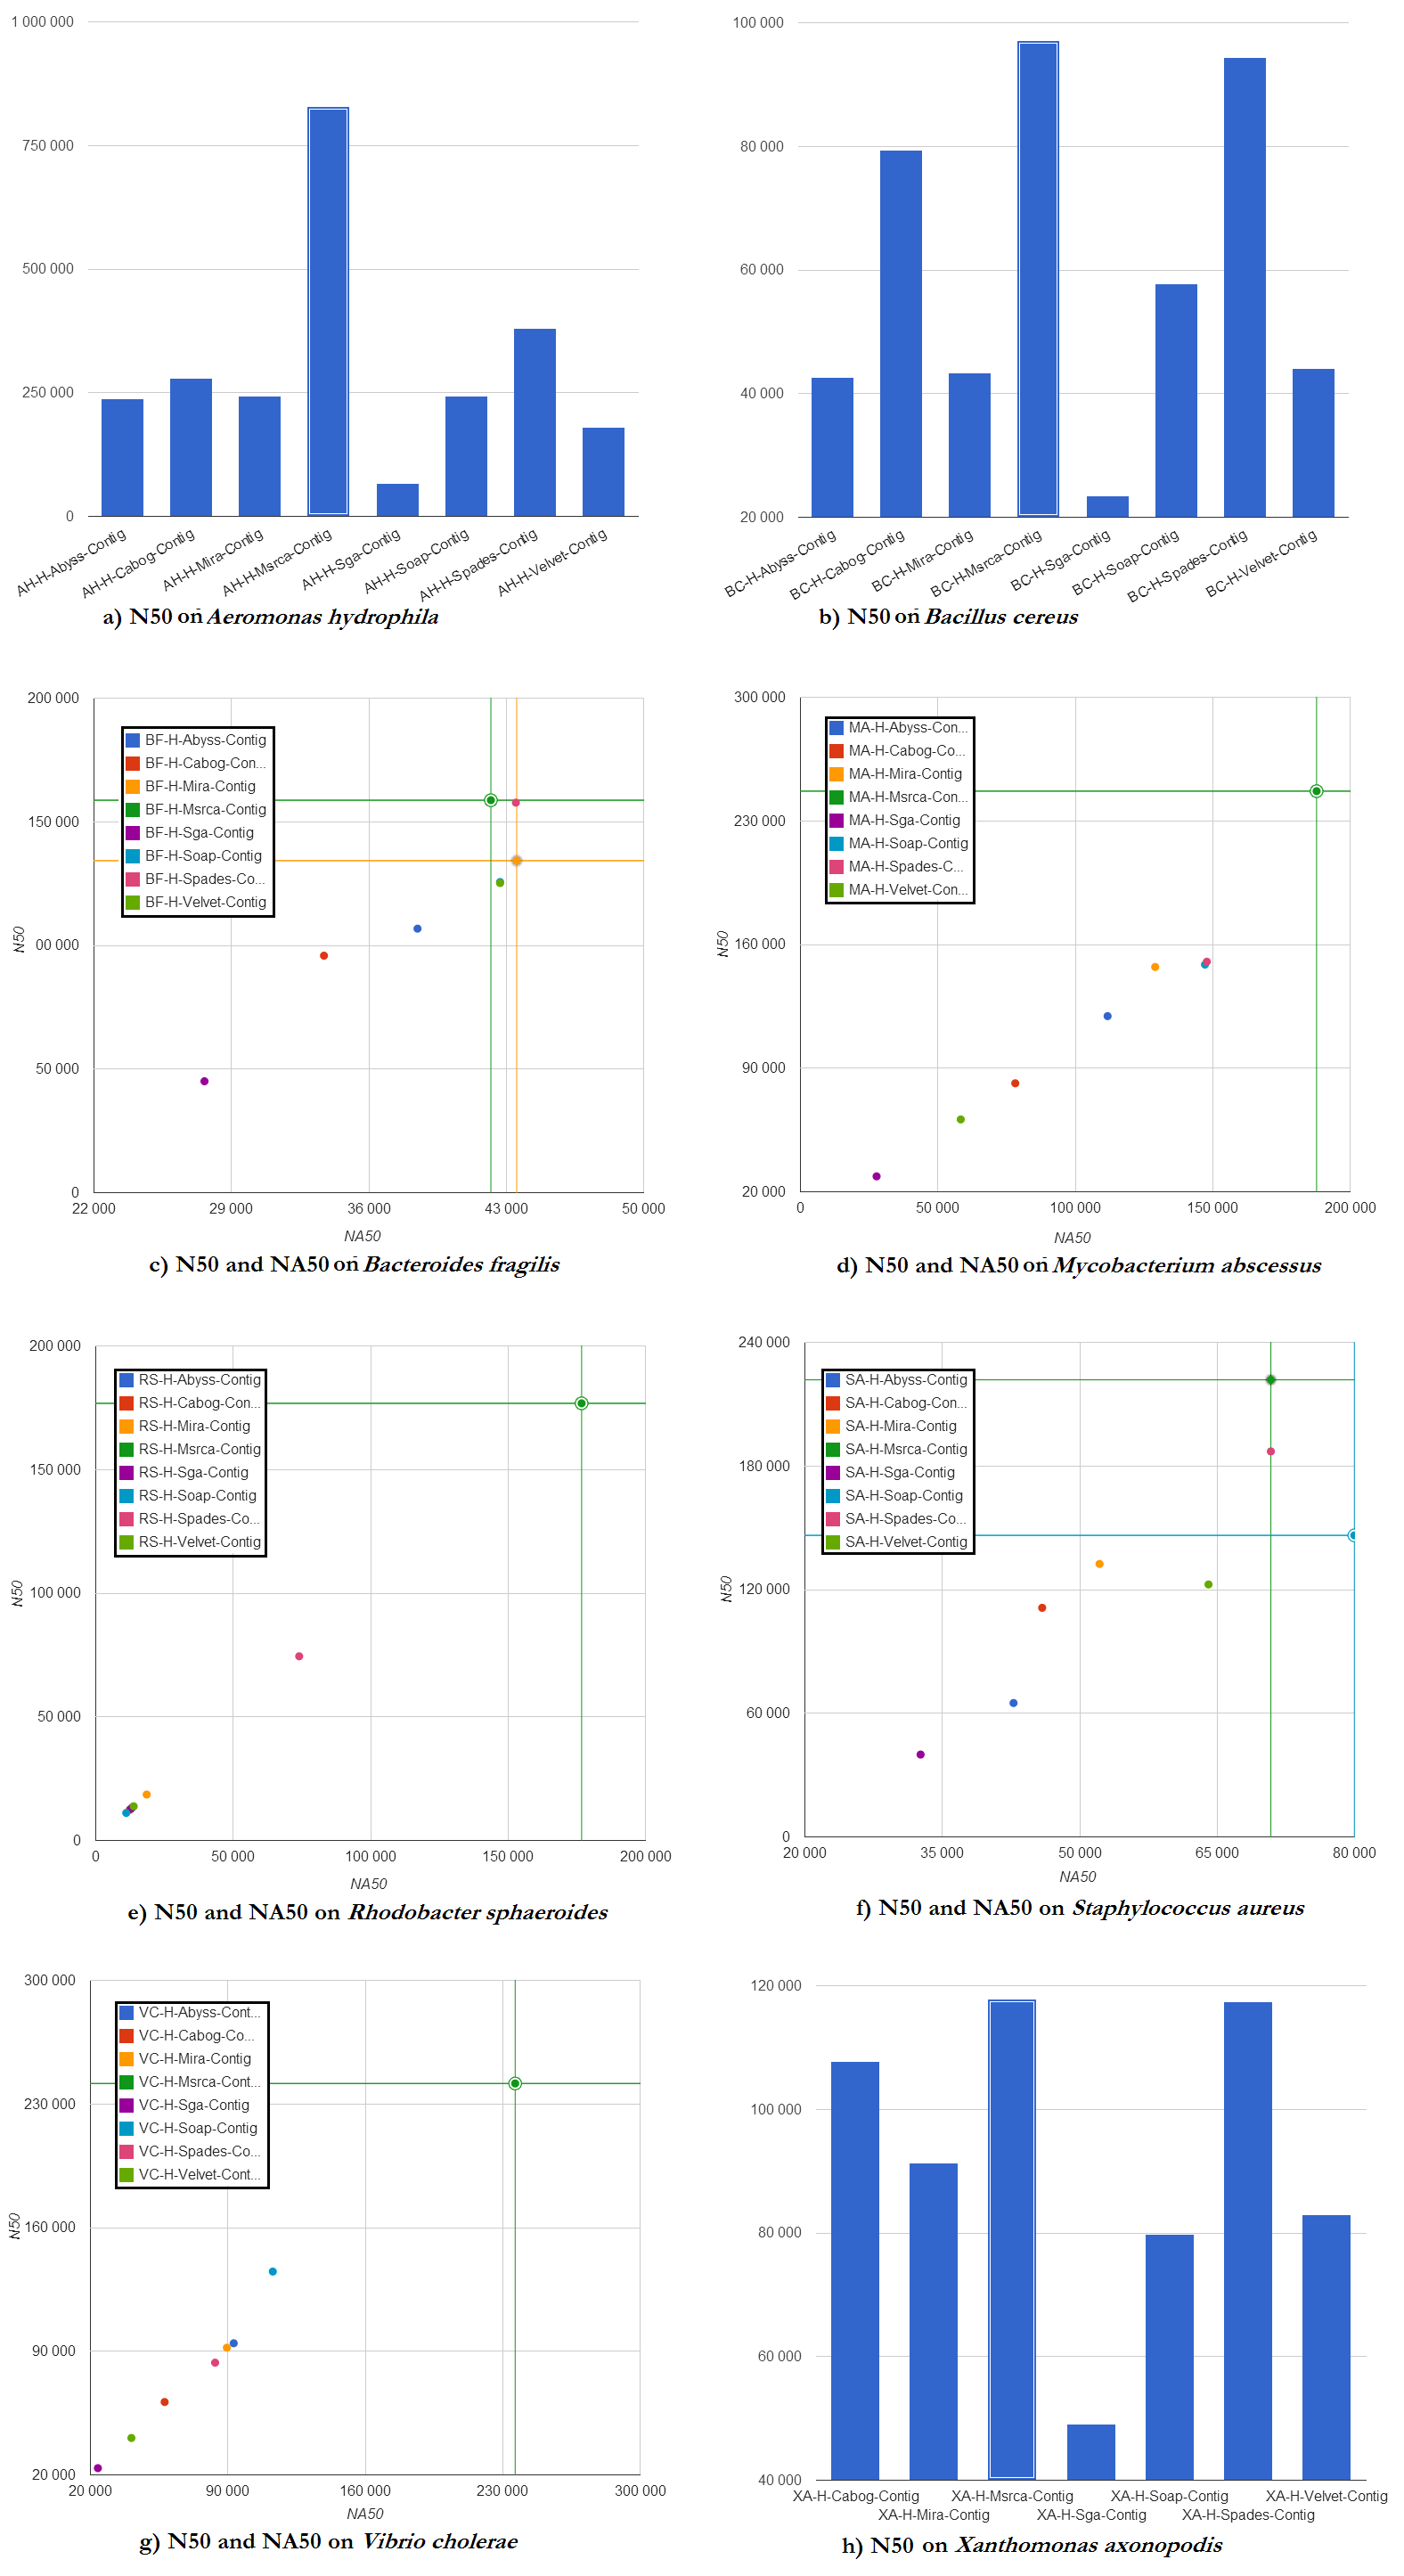 1 000 000
750 000
500 000
250 000
0
AH-H-Abyss-Contig
AH-H-Cabog-Contig
AH-H-Mira-Contig
AH-H-Msrca-Contig
AH-H-Sga-Contig
AH-H-Soap-Contig
AH-H-Spades-Contig
AH-H-Velvet-Contig
a) N50 on Aeromonas hydrophila
100 000
80 000
60 000
40 000
20 000
BC-H-Abyss-Contig
BC-H-Cabog-Contig
BC-H-Mira-Contig
BC-H-Msrca-Contig
BC-H-Sga-Contig
BC-H-Soap-Contig
BC-H-Spades-Contig
BC-H-Velvet-Contig
b) N50 on Bacillus cereus
200 000
150 000
00 000
50 000
0
N50
BF-H-Abyss-Contig
BF-H-Cabog-Con...
BF-H-Mira-Contig
BF-H-Msrca-Contig
BF-H-Sga-Contig
BF-H-Soap-Contig
BF-H-Spades-Co...
BF-H-Velvet-Contig
22 000 29 000 36 000 43 000 50 000
NA50
c) N50 and NA50 on Bacteroides fragilis
300 000
230 000
160 000
90 000
20 000
N50
MA-H-Abyss-Con...
MA-H-Cabog-Co...
MA-H-Mira-Contig
MA-H-Msrca-Con...
MA-H-Sga-Contig
MA-H-Soap-Contig
MA-H-Spades-C...
MA-H-Velvet-Con...
0 50 000 100 000 150 000 200 000
NA50
d) N50 and NA50 on Mycobacterium abscessus
200 000
150 000
100 000
50 000
0
N50
RS-H-Abyss-Contig
RS-H-Cabog-Con...
RS-H-Mira-Contig
RS-H-Msrca-Contig
RS-H-Sga-Contig
RS-H-Soap-Contig
RS-H-Spades-Co...
RS-H-Velvet-Contig
0 50 000 100 000 150 000 200 000
NA50
e) N50 and NA50 on Rhodobacter sphaeroides
240 000
180 000
120 000
60 000
0
N50
SA-H-Abyss-Contig
SA-H-Cabog-Con...
SA-H-Mira-Contig
SA-H-Msrca-Contig
SA-H-Sga-Contig
SA-H-Soap-Contig
SA-H-Spades-Co...
SA-H-Velvet-Contig
20 000 35 000 50 000 65 000 80 000
NA50
f) N50 and NA50 on Staphylococcus aureus
300 000
230 000
160 000
90 000
20 000
N50
VC-H-Abyss-Cont...
VC-H-Cabog-Co...
VC-H-Mira-Contig
VC-H-Msrca-Cont...
VC-H-Sga-Contig
VC-H-Soap-Contig
VC-H-Spades-Co...
VC-H-Velvet-Cont...
20 000 90 000 160 000 230 000 300 000
NA50
g) N50 and NA50 on Vibrio cholerae
120 000
100 000
80 000
60 000
40 000
XA-H-Cabog-Contig XA-H-Msrca-Contig XA-H-Soap-Contig XA-H-Velvet-Contig
XA-H-Mira-Contig XA-H-Sga-Contig XA-H-Spades-Contig
h) N50 on Xanthomonas axonopodis